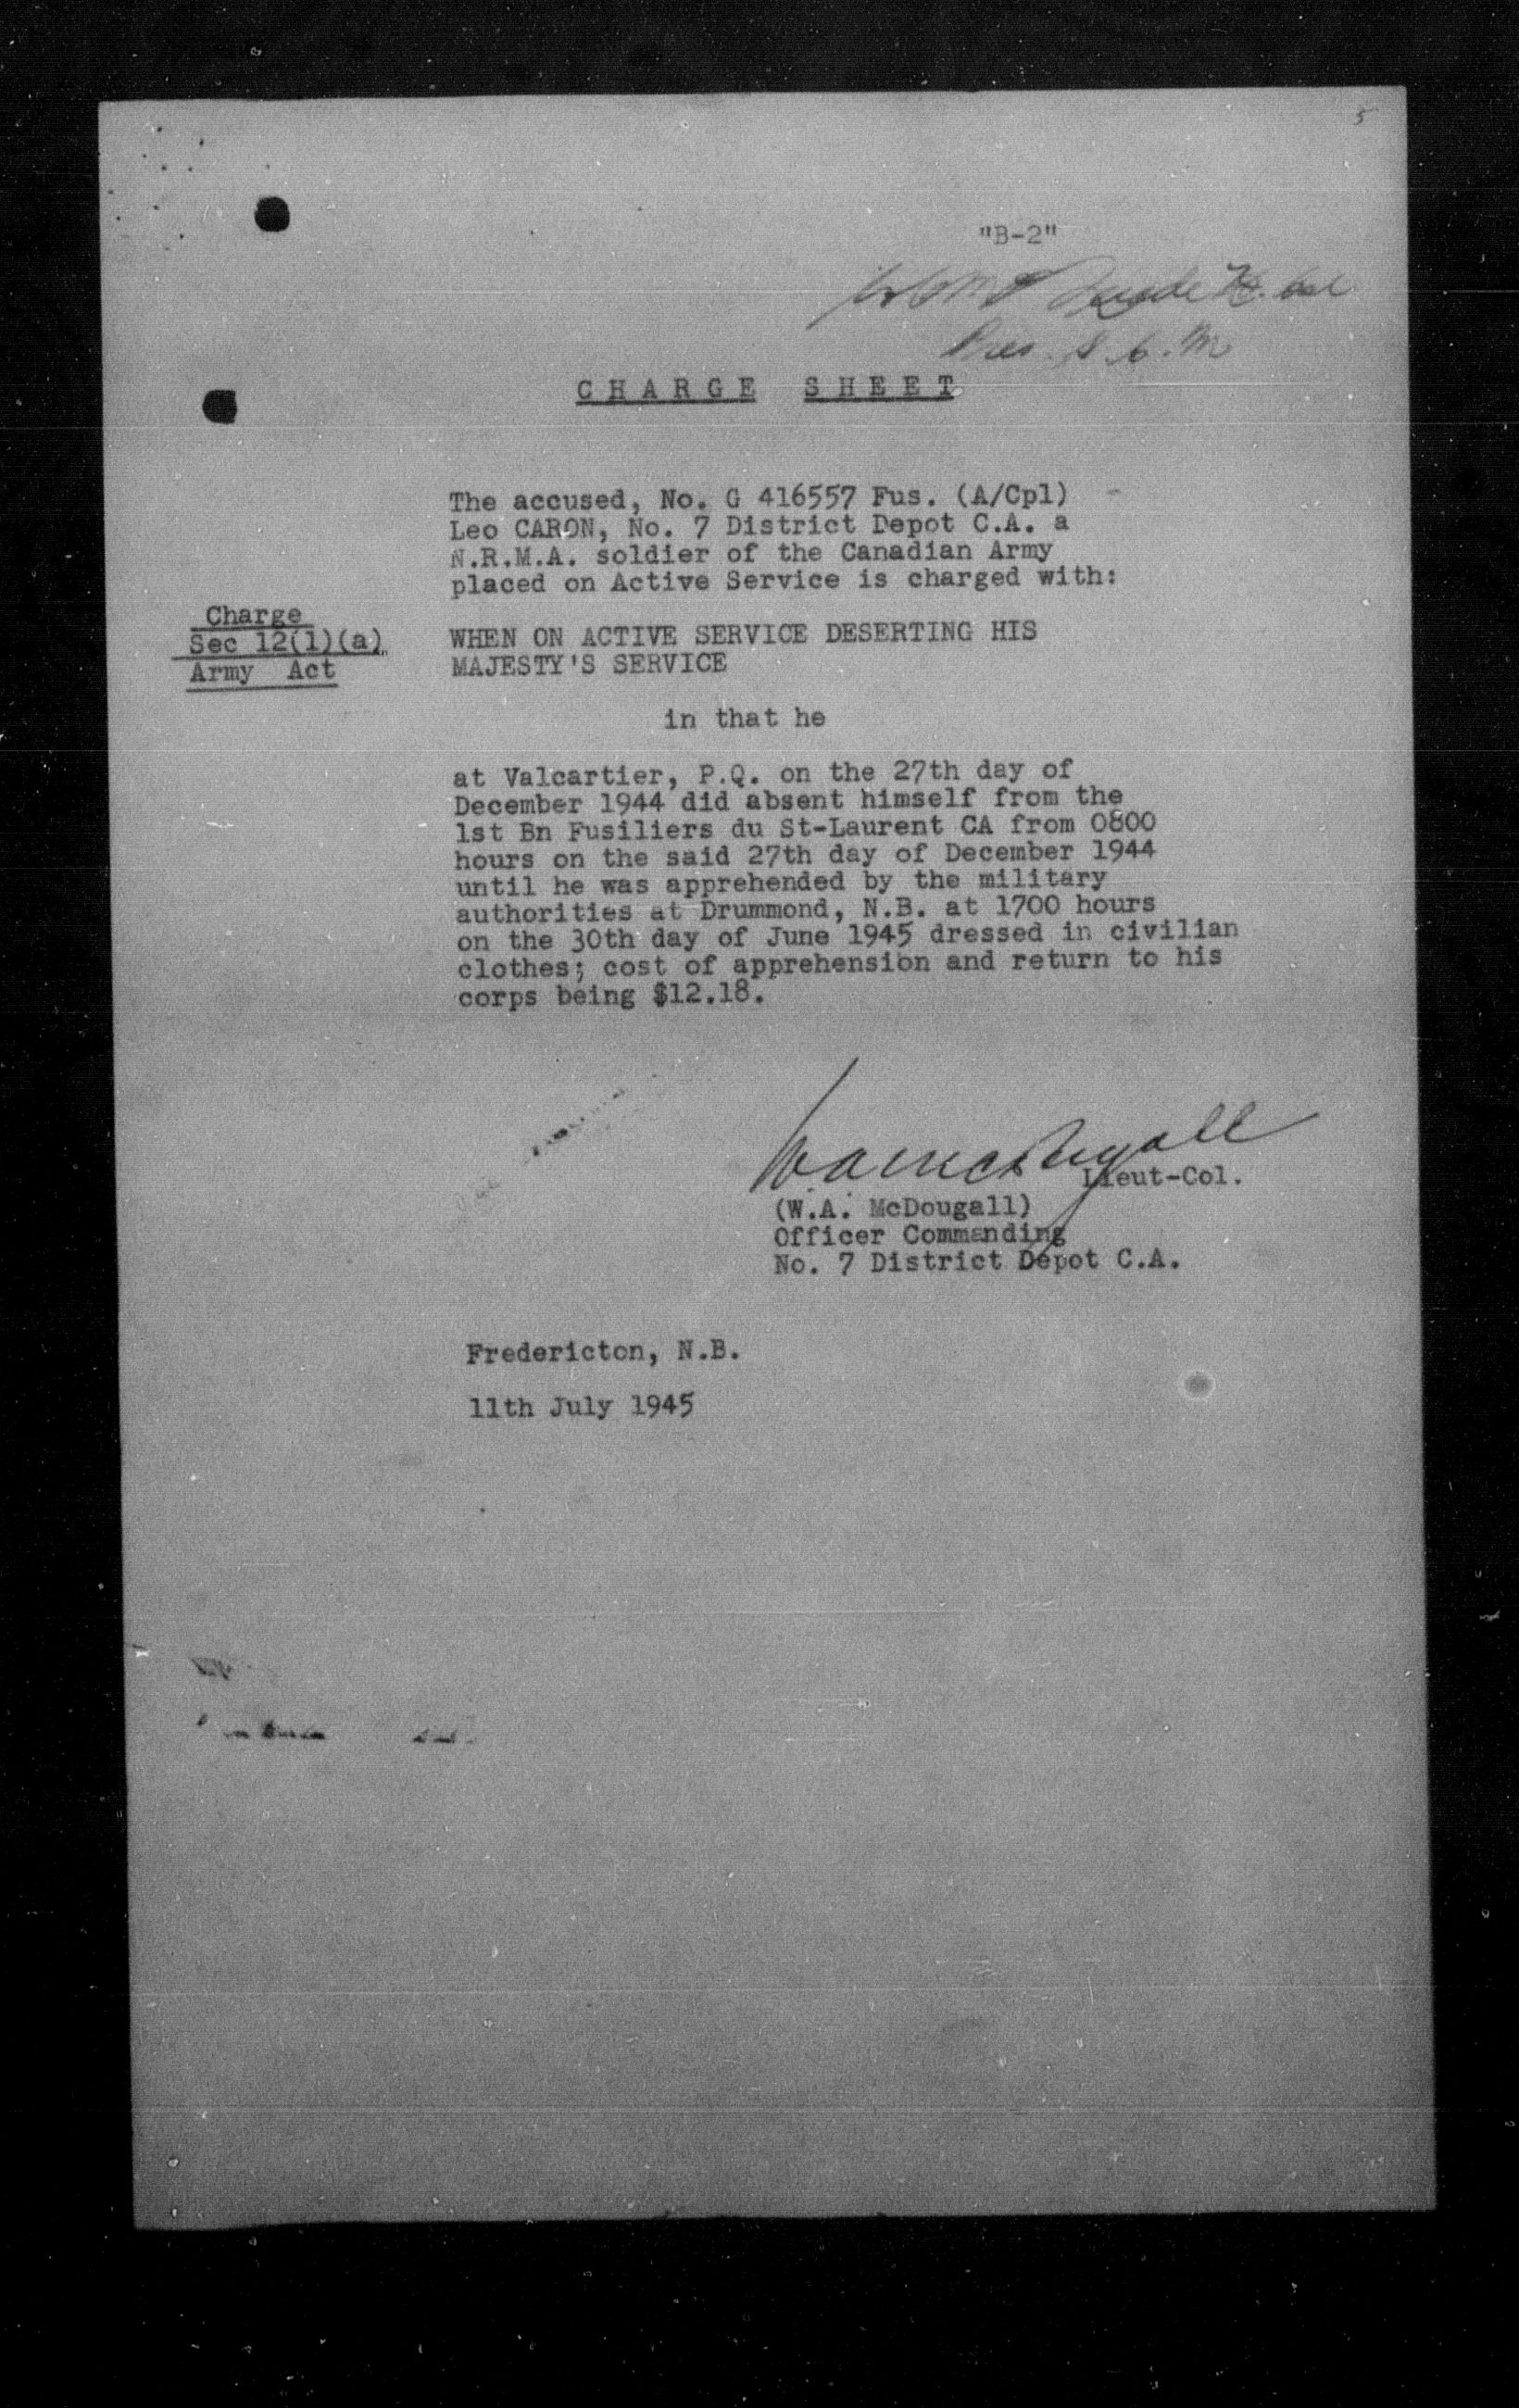 5
"B-2"
CHARGE SHEET
The accused, No. G 416557 Fus. (A/Cpl)
Leo CARON, No. 7 District Depot C.A. a
N.R.M.A. soldier of the Canadian Army
placed on Active Service is charged with:
Charge
Sec 12(1)(a)
Army Act
WHEN ON ACTIVE SERVICE DESERTING HIS
MAJESTY'S SERVICE
in that he
at Valcartier, P.Q. on the 27th day of
December 1944 did absent himself from the
1st Bn Fusiliers du St-Laurent CA from 0800
hours on the said 27th day of December 1944
until he was apprehended by the military
authorities at Drummond, N.B. at 1700 hours
on the 30th day of June 1945 dressed in civilian
clothes; cost of apprehension and return to his
corps being $12.18.
WAMcDougall
Lieut-Col.
(W.A. McDougall)
Officer Commanding
No. 7 District Depot C.A.
Fredericton, N.B.
11th July 1945